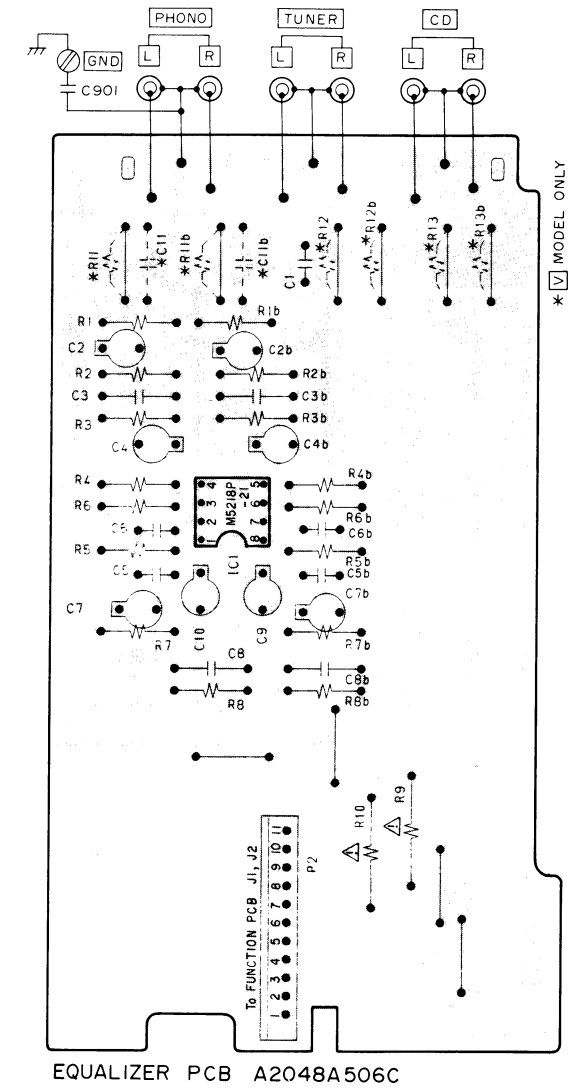 PHONO
TUNER
CD
L R
L R
L R
GND
C901
* V MODEL ONLY
*R11
*C11
*R11b
*C11b
C1
*R12
*R12b
*R13
*R13b
R1
R1b
C2
C2b
R2
R2b
C3
C3b
R3
R3b
C4
C4b
R4
R4b
R6
R6b
C6
C6b
R5
R5b
C5
C5b
1 2 3 4
M5218P
-21
8 7 6 5
IC1
C7
C7b
R7
R7b
C10
C9
C8
C8b
R8
R8b
R10
R9
To FUNCTION PCB J1, J2
1 2 3 4 5 6 7 8 9 10 11
P2
EQUALIZER PCB A2048A506C